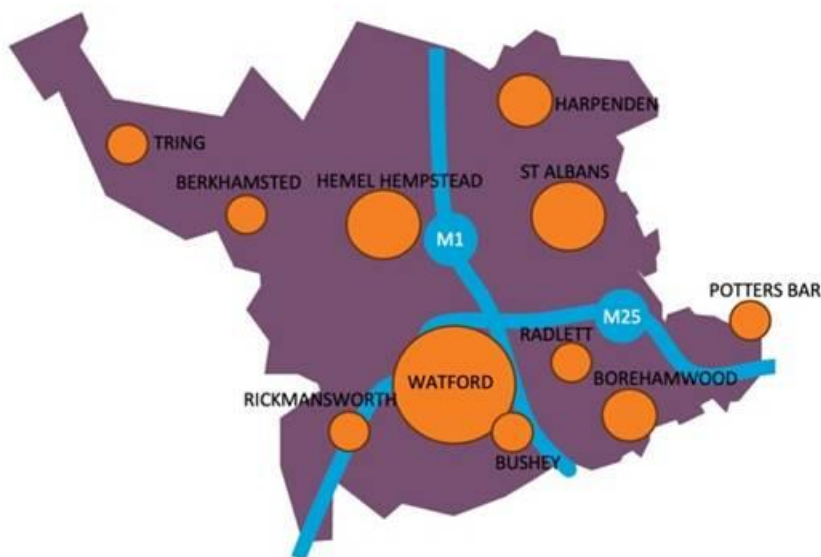 HARPENDEN
TRING
ST ALBANS
BERKHAMSTED
HEMEL HEMPSTEAD
M1
POTTERS BAR
M25
RADLETT
WATFORD
BOREHAMWOOD
RICKMANSWORTH
BUSHEY